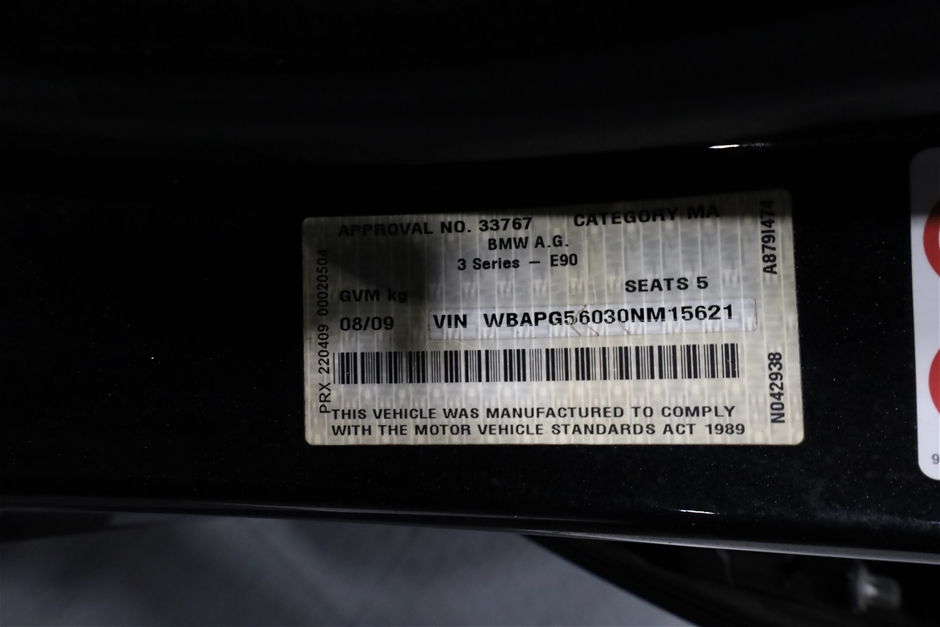 APPROVAL NO. 33767 CATEGORY MA
BMW A.G.
3 Series — E90
SEATS 5
GVM kg
08/09 VIN WBAPG56030NM15621
THIS VEHICLE WAS MANUFACTURED TO COMPLY
WITH THE MOTOR VEHICLE STANDARDS ACT 1989
PRX 220409 00020504
A8791474
N042938
9